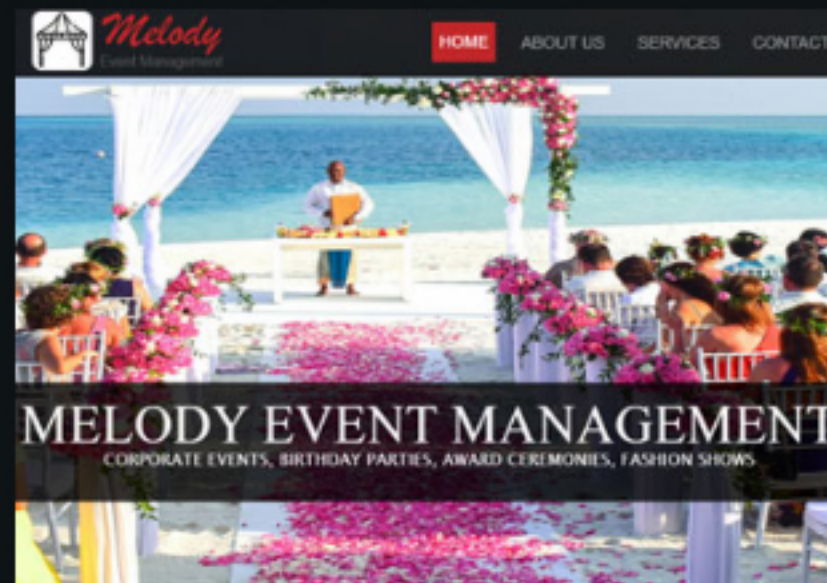 Melody
Event Management
HOME ABOUT US SERVICES CONTACT
MELODY EVENT MANAGEMENT
CORPORATE EVENTS, BIRTHDAY PARTIES, AWARD CEREMONIES, FASHION SHOWS